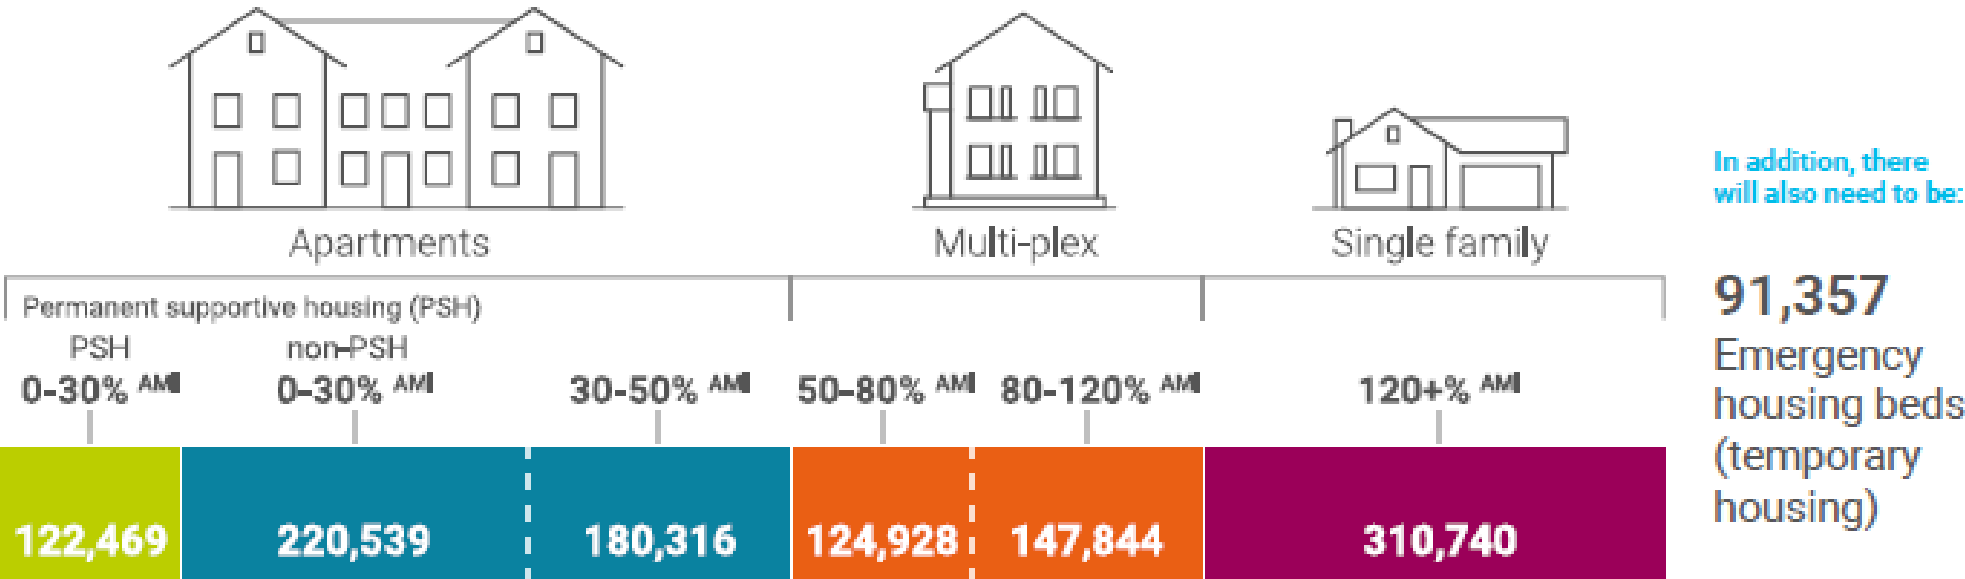 Apartments
Multi-plex
Single family
Permanent supportive housing (PSH)
PSH
non-PSH
0-30% AMI
0-30% AMI
30-50% AMI
50-80% AMI
80-120% AMI
120+% AMI
122,469
220,539
180,316
124,928
147,844
310,740
In addition, there
will also need to be:
91,357
Emergency
housing beds
(temporary
housing)